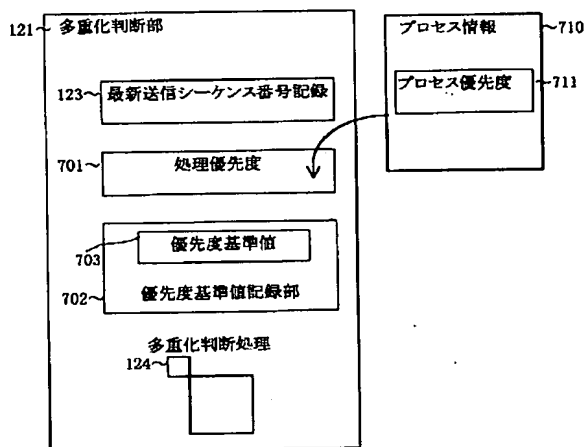 121 多重化判断部
プロセス情報 710
プロセス優先度 711
123 最新送信シーケンス番号記録
701 処理優先度
703 優先度基準値
702 優先度基準値記録部
多重化判断処理
124